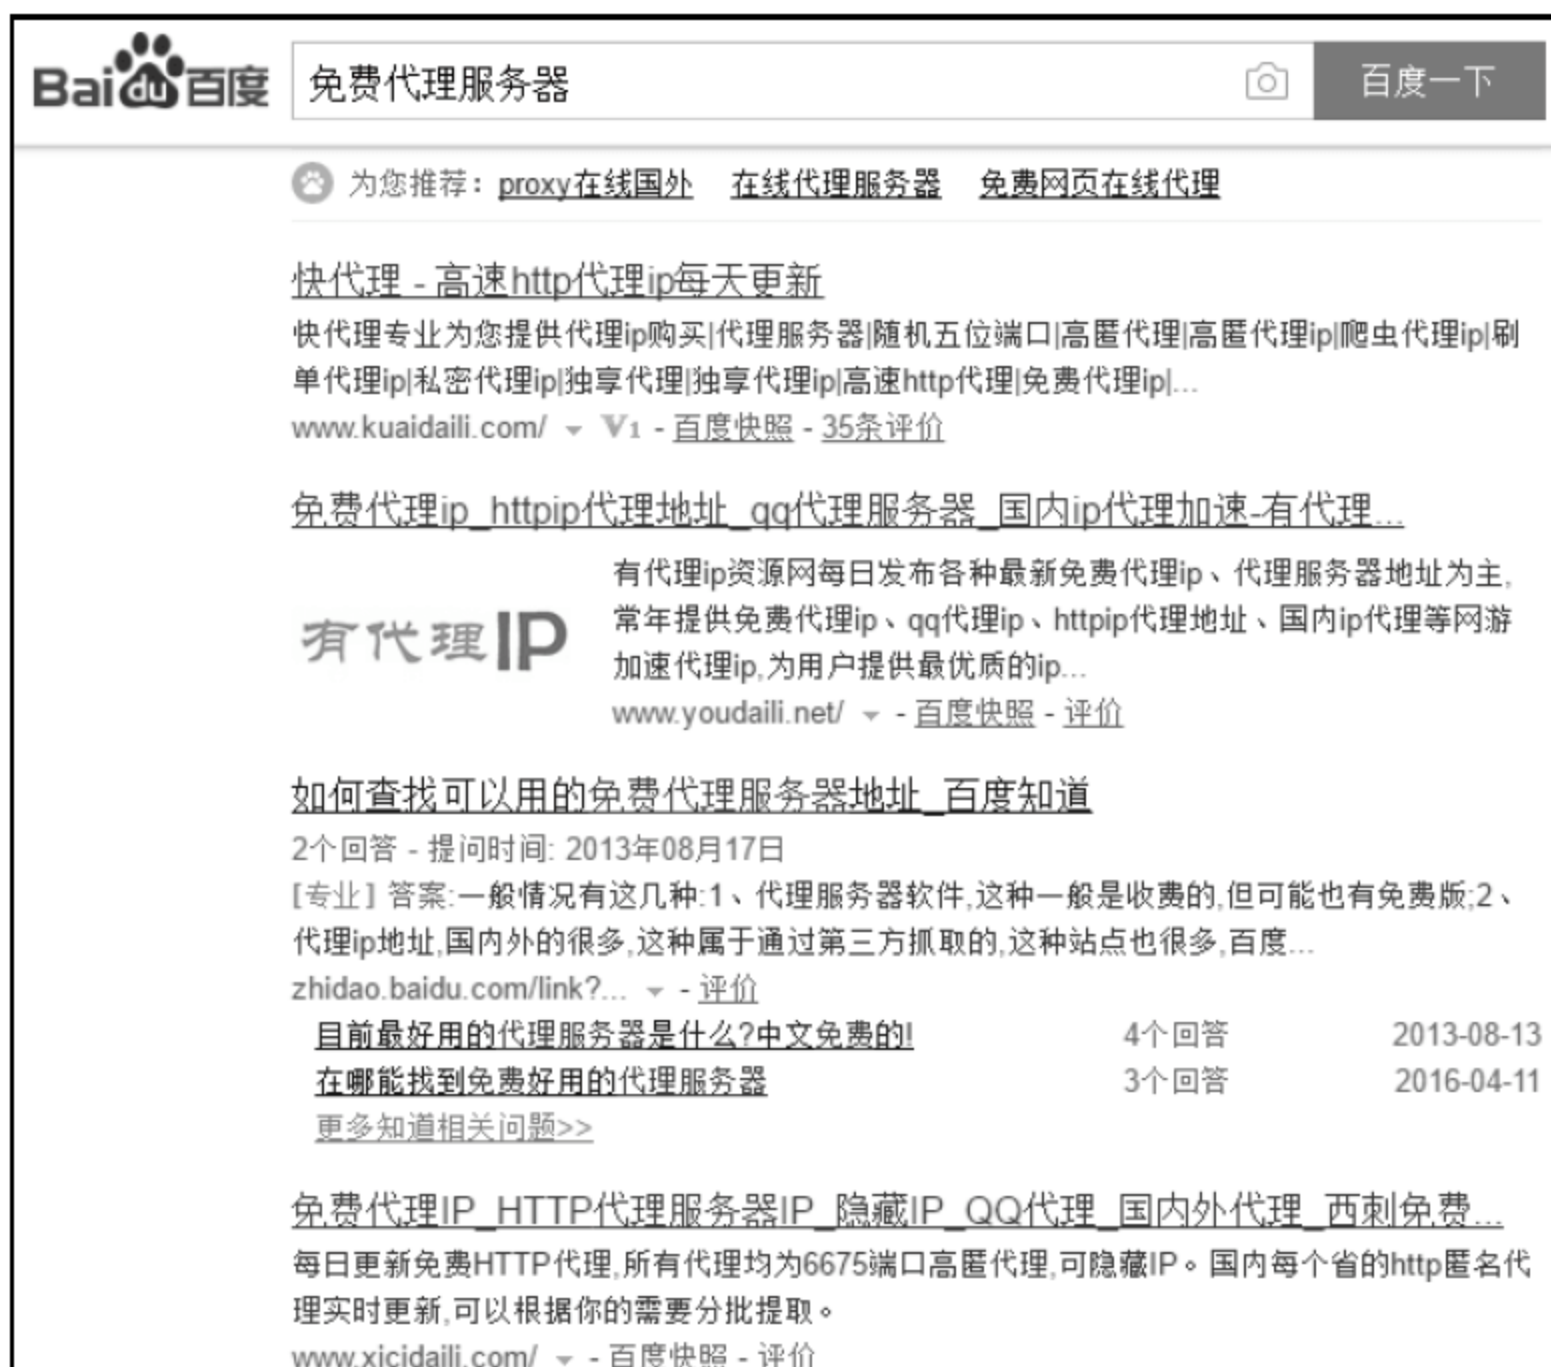 Bai du 百度 免费代理服务器 百度一下
为您推荐： proxy在线国外 在线代理服务器 免费网页在线代理
快代理 - 高速http代理ip每天更新
快代理专业为您提供代理ip购买|代理服务器|随机五位端口|高匿代理|高匿代理ip|爬虫代理ip|刷
单代理ip|私密代理ip|独享代理|独享代理ip|高速http代理|免费代理ip|...
www.kuaidaili.com/ V1 - 百度快照 - 35条评价
免费代理ip_httpip代理地址_qq代理服务器_国内ip代理加速-有代理...
有代理IP
有代理ip资源网每日发布各种最新免费代理ip、代理服务器地址为主,
常年提供免费代理ip、qq代理ip、httpip代理地址、国内ip代理等网游
加速代理ip,为用户提供最优质的ip...
www.youdaili.net/ - 百度快照 - 评价
如何查找可以用的免费代理服务器地址_百度知道
2个回答 - 提问时间: 2013年08月17日
[专业] 答案:一般情况有这几种:1、代理服务器软件,这种一般是收费的,但可能也有免费版;2、
代理ip地址,国内外的很多,这种属于通过第三方抓取的,这种站点也很多,百度...
zhidao.baidu.com/link?... - 评价
目前最好用的代理服务器是什么?中文免费的! 4个回答 2013-08-13
在哪能找到免费好用的代理服务器 3个回答 2016-04-11
更多知道相关问题>>
免费代理IP_HTTP代理服务器IP_隐藏IP_QQ代理_国内外代理_西刺免费...
每日更新免费HTTP代理,所有代理均为6675端口高匿代理,可隐藏IP。国内每个省的http匿名代
理实时更新,可以根据你的需要分批提取。
www.xicidaili.com/ - 百度快照 - 评价